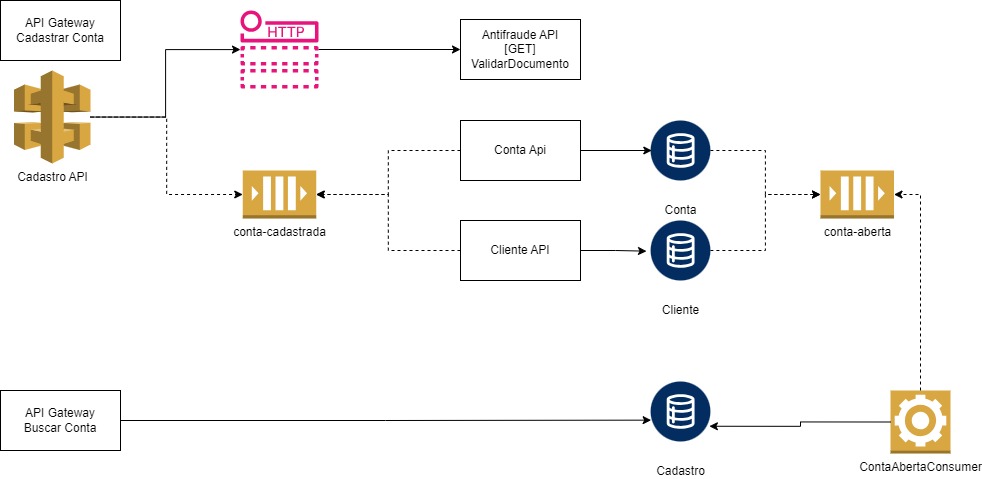 API Gateway
Cadastrar Conta
HTTP
Antifraude API
[GET]
ValidarDocumento
Cadastro API
Conta Api
conta-cadastrada
Conta
conta-aberta
Cliente API
Cliente
API Gateway
Buscar Conta
Cadastro
ContaAbertaConsumer